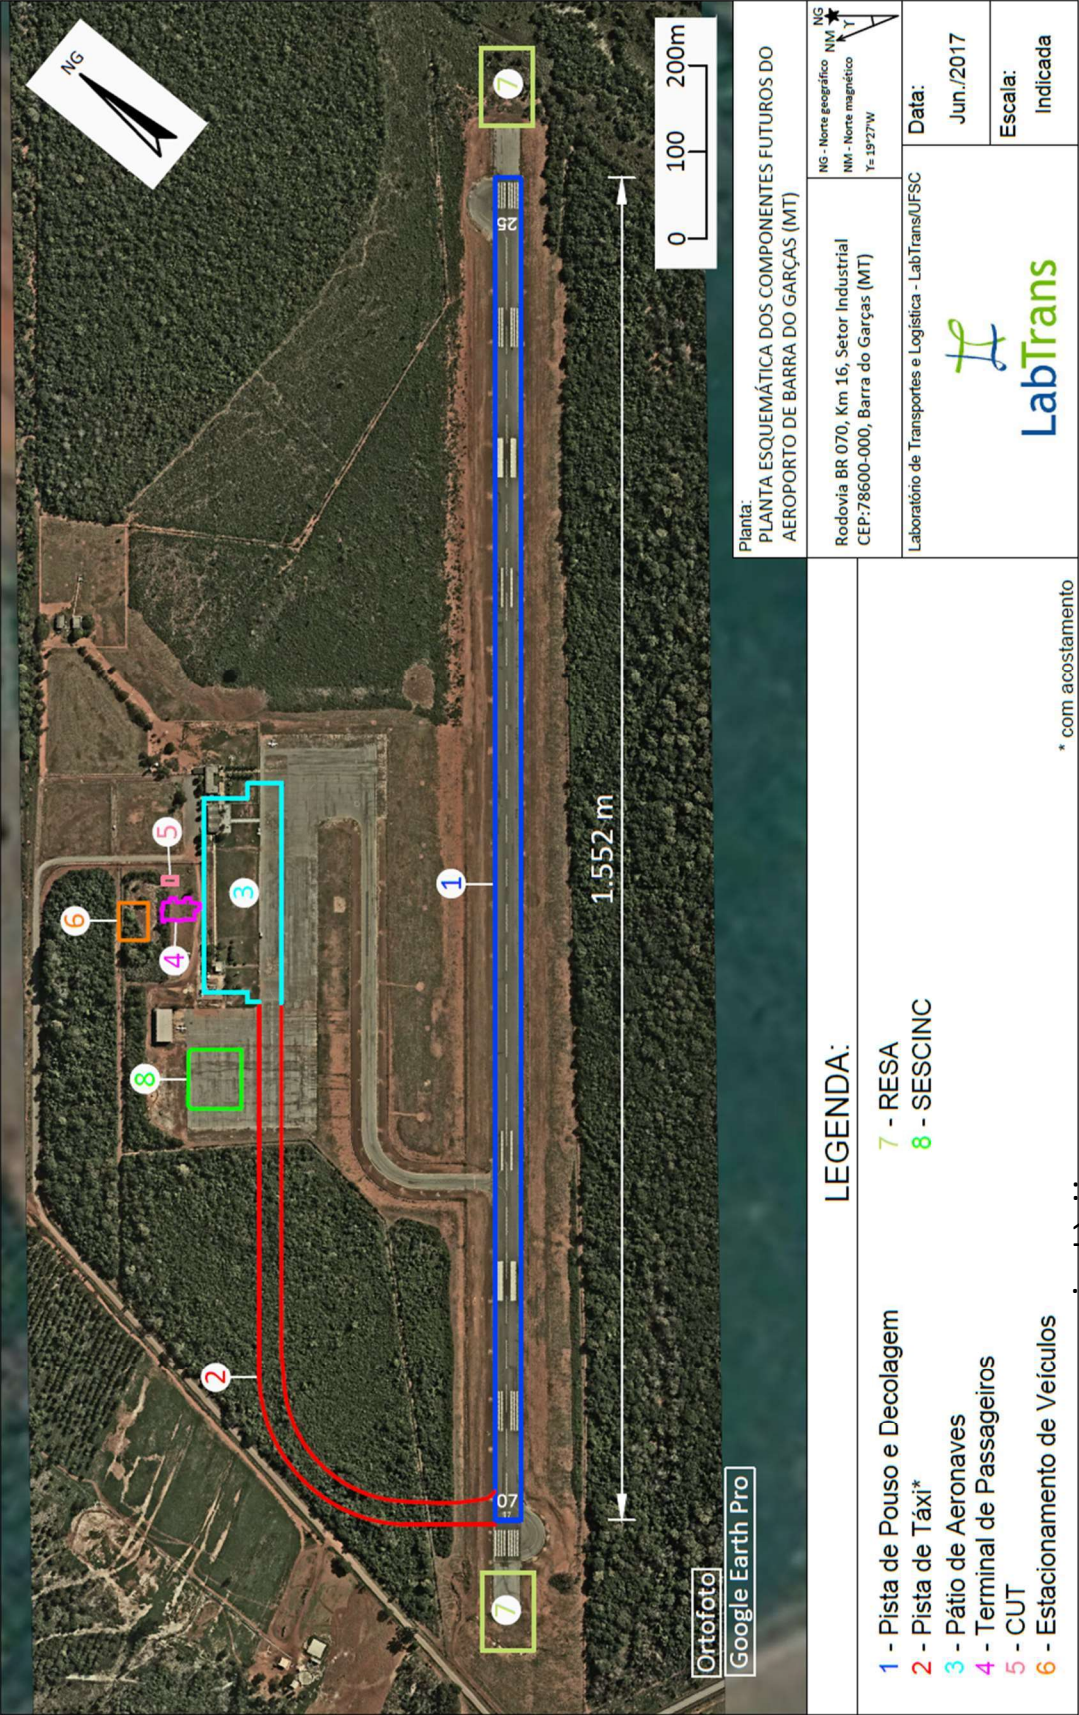 NG
7
25
1
1.552 m
3
5
4
6
8
2
07
7
0 100 200m
Ortofoto
Google Earth Pro
LEGENDA:
1 - Pista de Pouso e Decolagem
2 - Pista de Táxi*
3 - Pátio de Aeronaves
4 - Terminal de Passageiros
5 - CUT
6 - Estacionamento de Veículos
7 - RESA
8 - SESCINC
* com acostamento
Planta:
PLANTA ESQUEMÁTICA DOS COMPONENTES FUTUROS DO
AEROPORTO DE BARRA DO GARÇAS (MT)
Rodovia BR 070, Km 16, Setor Industrial
CEP:78600-000, Barra do Garças (MT)
NG - Norte geográfico
NM - Norte magnético
Y= 19°27'W
NM
NG
Y
Laboratório de Transportes e Logística - LabTrans/UFSC
LabTrans
Data:
Jun./2017
Escala:
Indicada